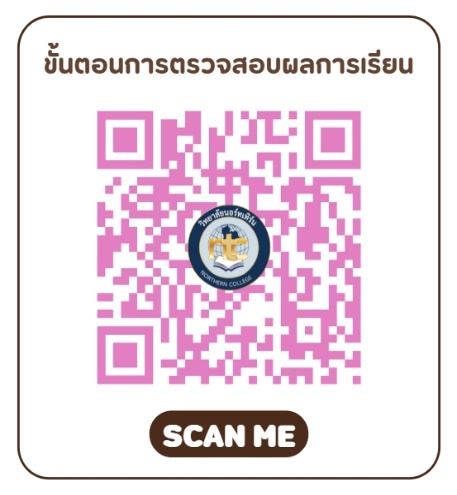 ขั้นตอนการตรวจสอบผลการเรียน
วิทยาลัยนอร์ทเทิร์น
ntc
NORTHERN COLLEGE
SCAN ME